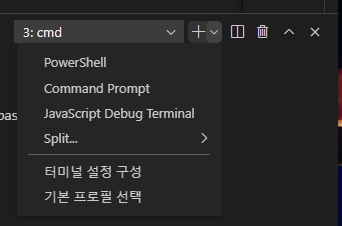 3: cmd
PowerShell
Command Prompt
JavaScript Debug Terminal
Split...
터미널 설정 구성
기본 프로필 선택